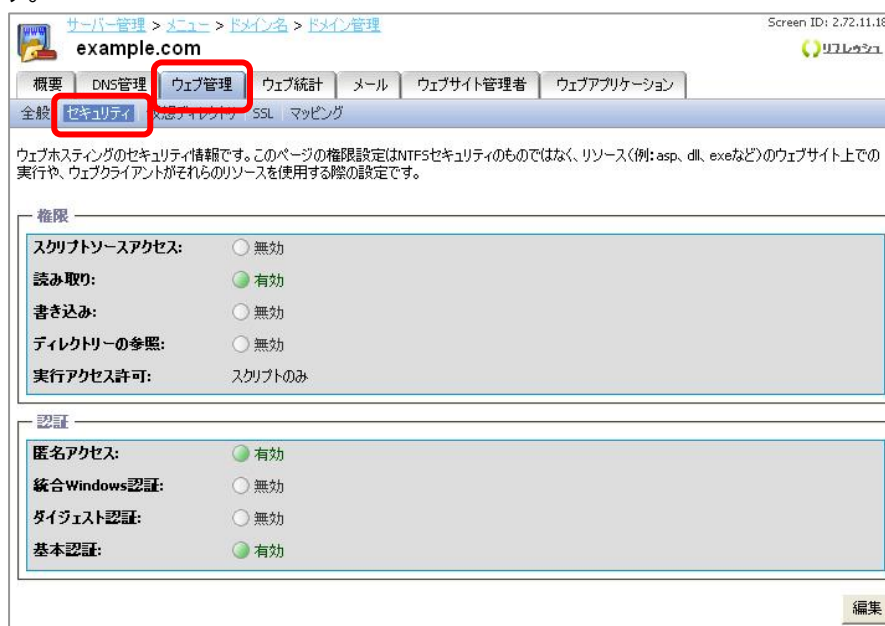 す。
サーバー管理 > メニュー > ドメイン名 > ドメイン管理
Screen ID: 2.72.11.18
example.com
リフレッシュ
概要 DNS管理 ウェブ管理 ウェブ統計 メール ウェブサイト管理者 ウェブアプリケーション
全般 セキュリティ 仮想ディレクトリ SSL マッピング
ウェブホスティングのセキュリティ情報です。このページの権限設定はNTFSセキュリティのものではなく、リソース(例:asp、dll、exeなど)のウェブサイト上での
実行や、ウェブクライアントがそれらのリソースを使用する際の設定です。
権限
スクリプトソースアクセス: 無効
読み取り: 有効
書き込み: 無効
ディレクトリーの参照: 無効
実行アクセス許可: スクリプトのみ
認証
匿名アクセス: 有効
統合Windows認証: 無効
ダイジェスト認証: 無効
基本認証: 有効
編集